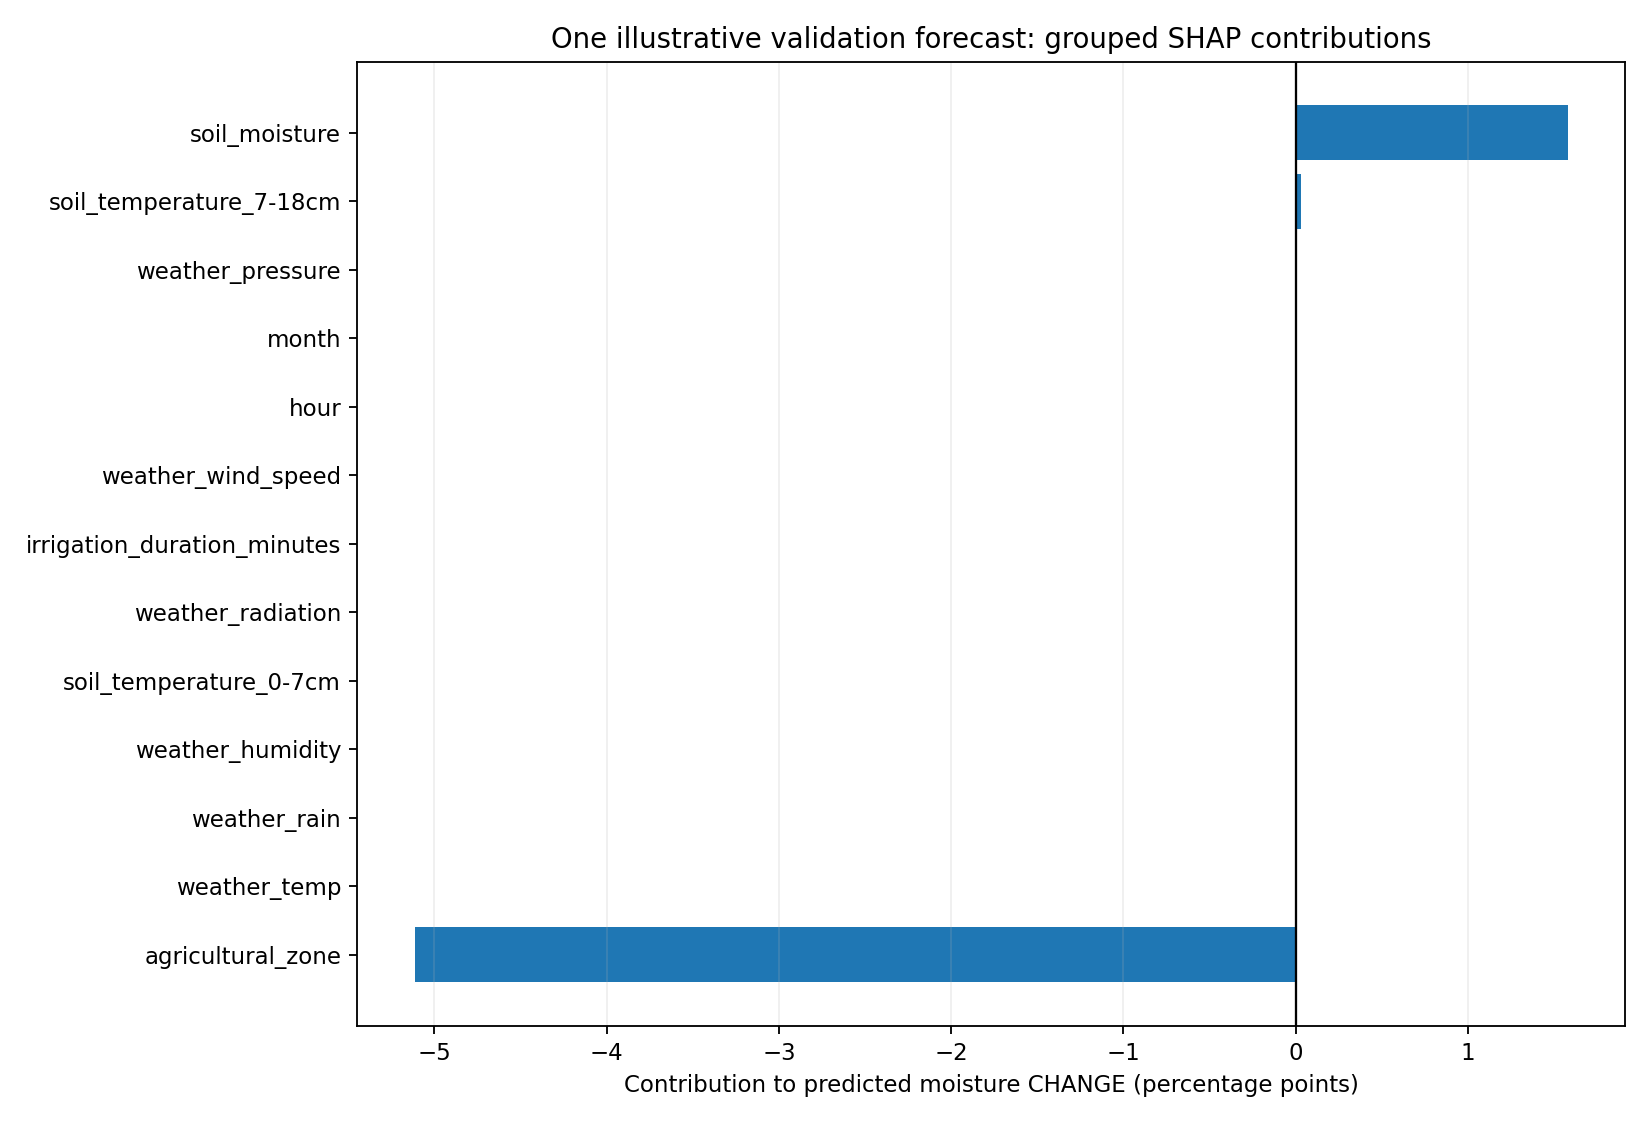 One illustrative validation forecast: grouped SHAP contributions
soil_moisture
soil_temperature_7-18cm
weather_pressure
month
hour
weather_wind_speed
irrigation_duration_minutes
weather_radiation
soil_temperature_0-7cm
weather_humidity
weather_rain
weather_temp
agricultural_zone
−5 −4 −3 −2 −1 0 1
Contribution to predicted moisture CHANGE (percentage points)